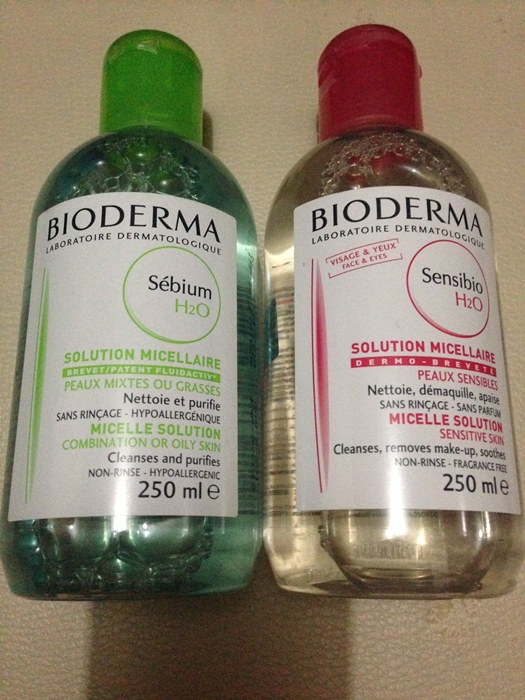 BIODERMA
LABORATOIRE DERMATOLOGIQUE
Sébium
H2O
SOLUTION MICELLAIRE
BREVET/PATENT FLUIDACTIV
PEAUX MIXTES OU GRASSES
Nettoie et purifie
SANS RINÇAGE - HYPOALLERGÉNIQUE
MICELLE SOLUTION
COMBINATION OR OILY SKIN
Cleanses and purifies
NON-RINSE - HYPOALLERGENIC
250 ml e
BIODERMA
LABORATOIRE DERMATOLOGIQUE
VISAGE & YEUX
FACE & EYES
Sensibio
H2O
SOLUTION MICELLAIRE
DERMO-BREVETÉ
PEAUX SENSIBLES
Nettoie, démaquille, apaise
SANS RINÇAGE - SANS PARFUM
MICELLE SOLUTION
SENSITIVE SKIN
Cleanses, removes make-up, soothes
NON-RINSE - FRAGRANCE FREE
250 ml e